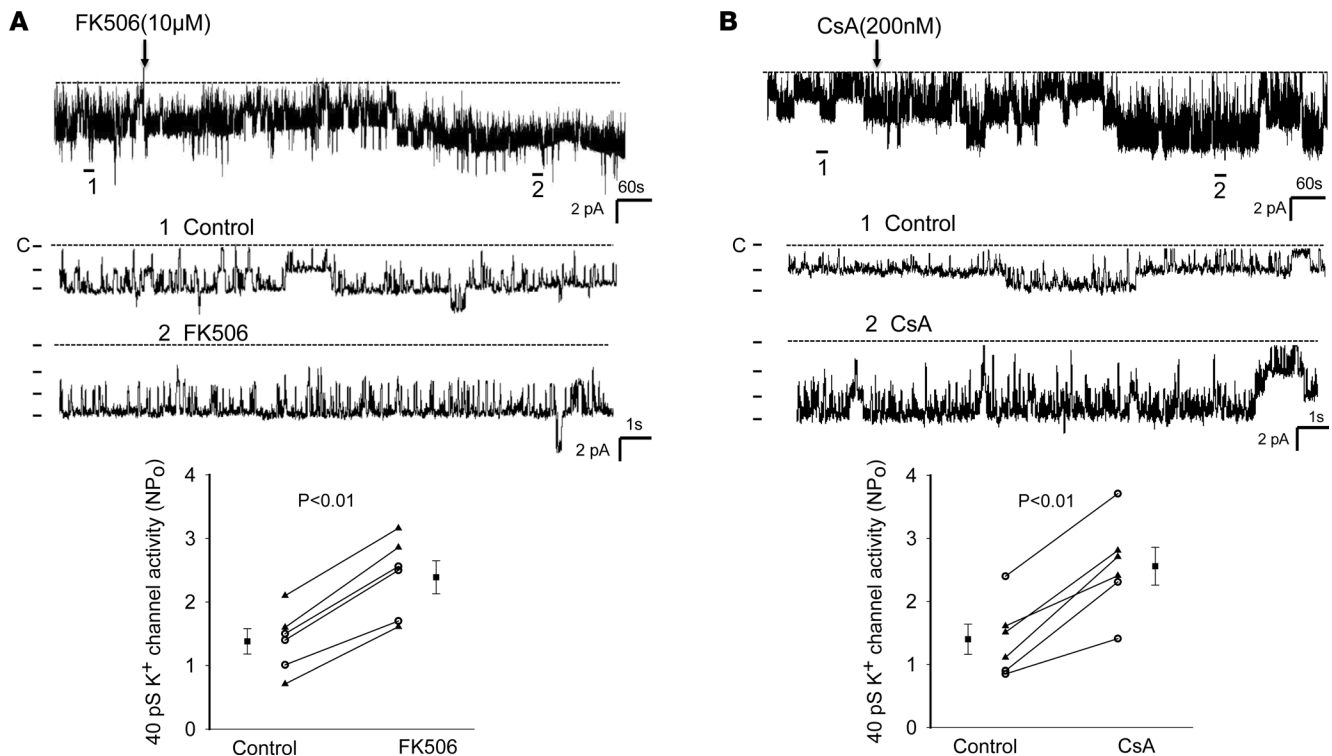 A
FK506(10µM)
1
2
60s
2 pA
1 Control
C
2 FK506
1s
2 pA
40 pS K⁺ channel activity (NPO)
4
3
2
1
0
P<0.01
Control
FK506
B
CsA(200nM)
1
2
60s
2 pA
1 Control
C
2 CsA
1s
2 pA
40 pS K⁺ channel activity (NPO)
4
3
2
1
0
P<0.01
Control
CsA